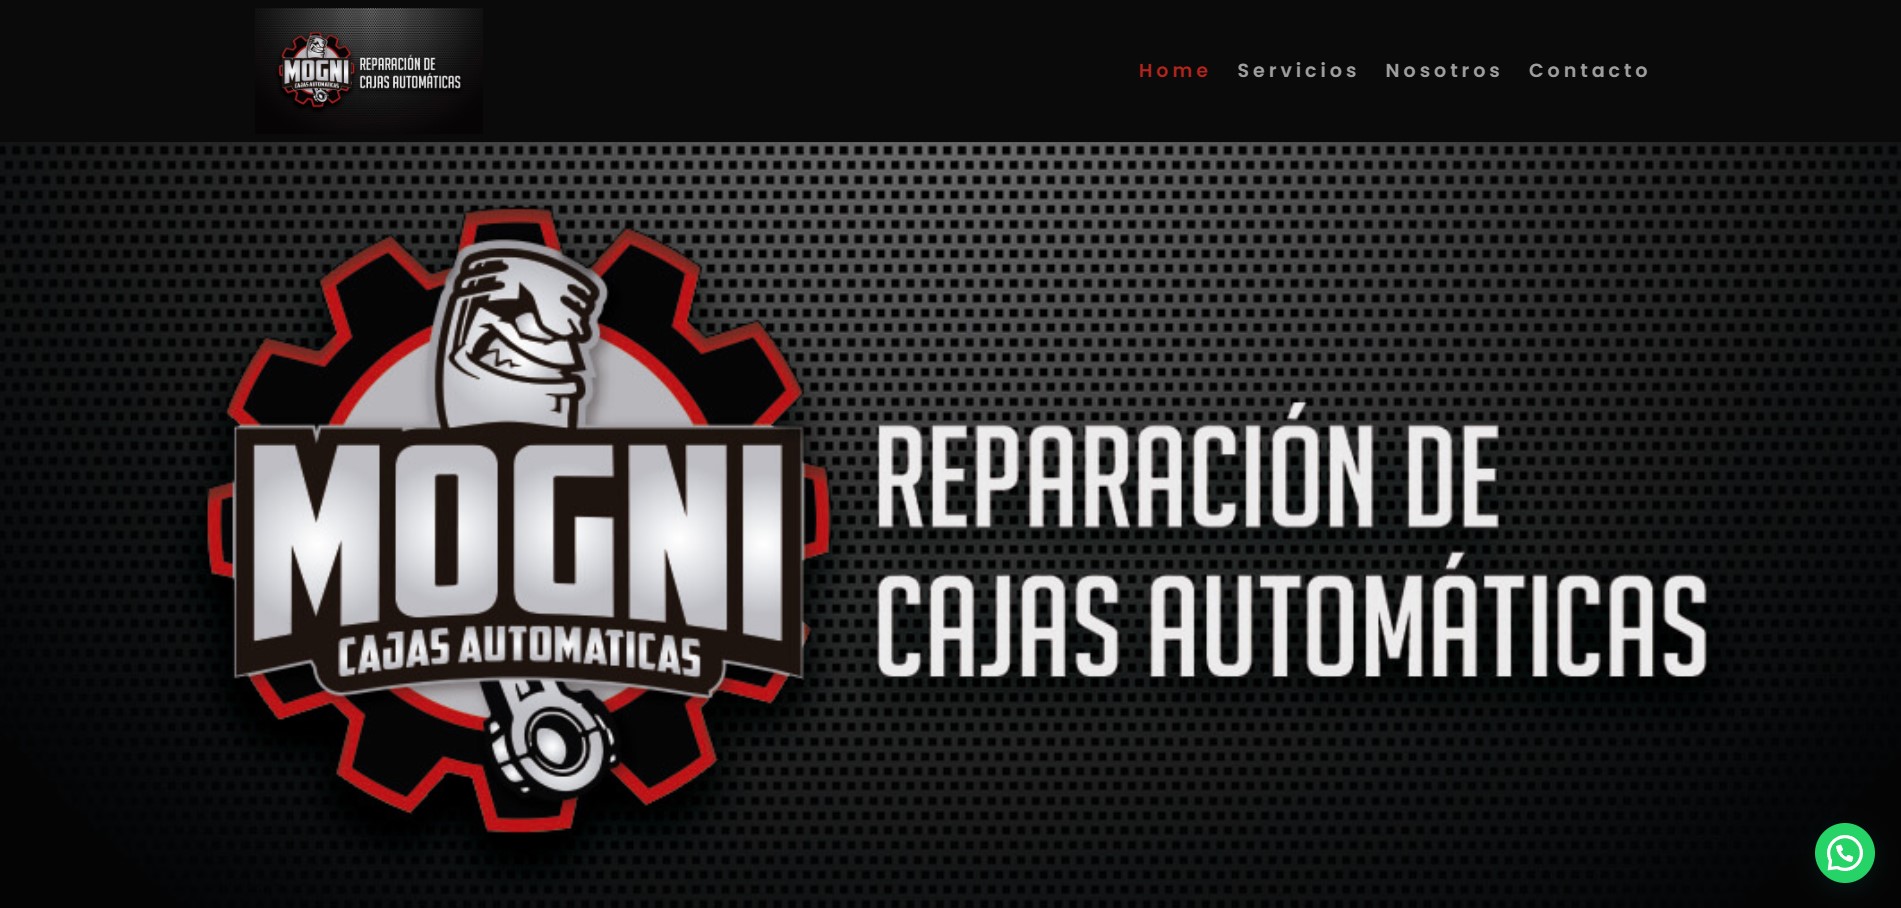 MOGNI
CAJAS AUTOMATICAS
REPARACIÓN DE
CAJAS AUTOMÁTICAS
Home Servicios Nosotros Contacto
MOGNI
CAJAS AUTOMATICAS
REPARACIÓN DE
CAJAS AUTOMÁTICAS